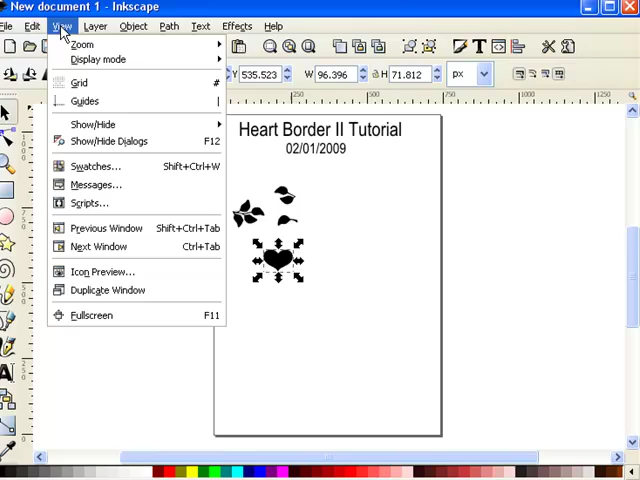 New document 1 - Inkscape
File Edit View Layer Object Path Text Effects Help
Y 535.523 W 96.396 H 71.812 px
250 500 750
Zoom
Display mode
Grid #
Guides |
Show/Hide
Show/Hide Dialogs F12
Swatches... Shift+Ctrl+W
Messages...
Scripts...
Previous Window Shift+Ctrl+Tab
Next Window Ctrl+Tab
Icon Preview...
Duplicate Window
Fullscreen F11
Heart Border II Tutorial
02/01/2009